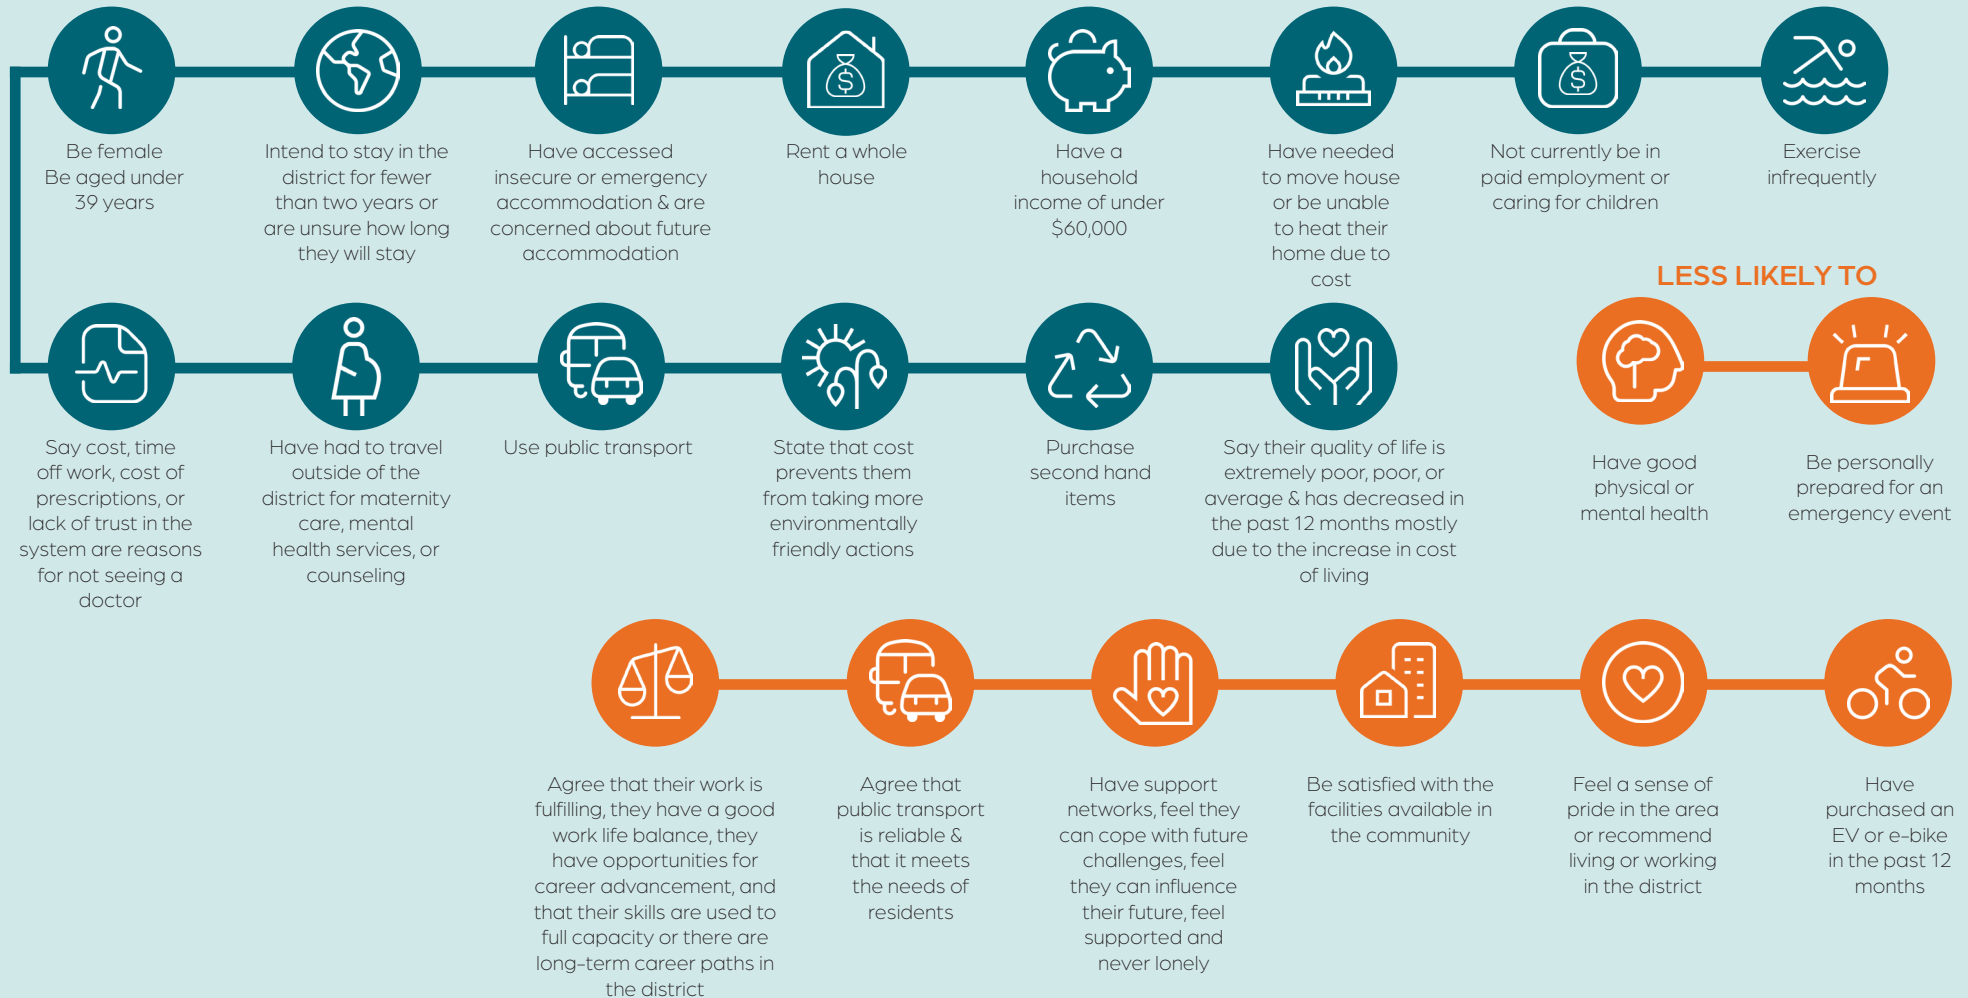 Be female
Be aged under
39 years
Intend to stay in the
district for fewer
than two years or
are unsure how long
they will stay
Have accessed
insecure or emergency
accommodation & are
concerned about future
accommodation
Rent a whole
house
Have a
household
income of under
$60,000
Have needed
to move house
or be unable
to heat their
home due to
cost
Not currently be in
paid employment or
caring for children
Exercise
infrequently
Say cost, time
off work, cost of
prescriptions, or
lack of trust in the
system are reasons
for not seeing a
doctor
Have had to travel
outside of the
district for maternity
care, mental
health services, or
counseling
Use public transport
State that cost
prevents them
from taking more
environmentally
friendly actions
Purchase
second hand
items
Say their quality of life is
extremely poor, poor, or
average & has decreased in
the past 12 months mostly
due to the increase in cost
of living
LESS LIKELY TO
Have good
physical or
mental health
Be personally
prepared for an
emergency event
Agree that their work is
fulfilling, they have a good
work life balance, they
have opportunities for
career advancement, and
that their skills are used to
full capacity or there are
long-term career paths in
the district
Agree that
public transport
is reliable &
that it meets
the needs of
residents
Have support
networks, feel they
can cope with future
challenges, feel
they can influence
their future, feel
supported and
never lonely
Be satisfied with the
facilities available in
the community
Feel a sense of
pride in the area
or recommend
living or working
in the district
Have
purchased an
EV or e-bike
in the past 12
months